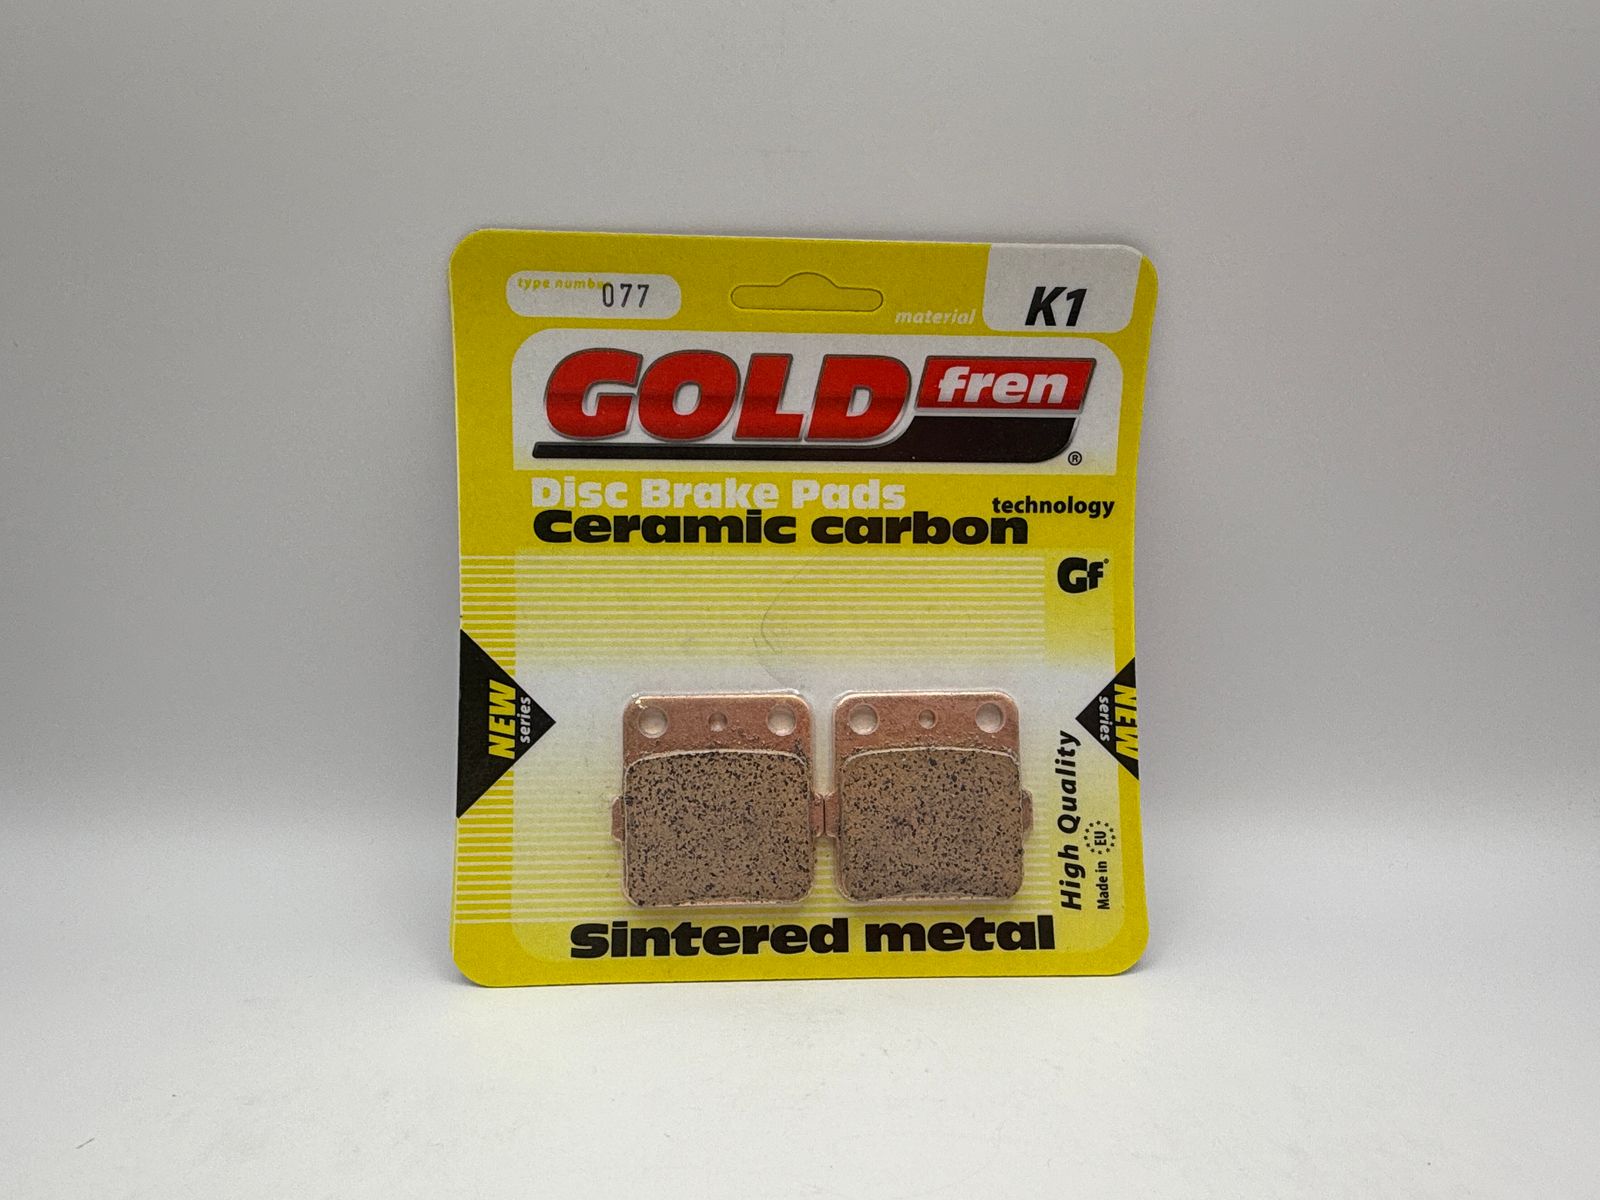 type numbe 077
material K1
GOLD fren ®
Disc Brake Pads
technology
Ceramic carbon
Gf
NEW
series
NEW
series
High Quality
Made in EU
Sintered metal